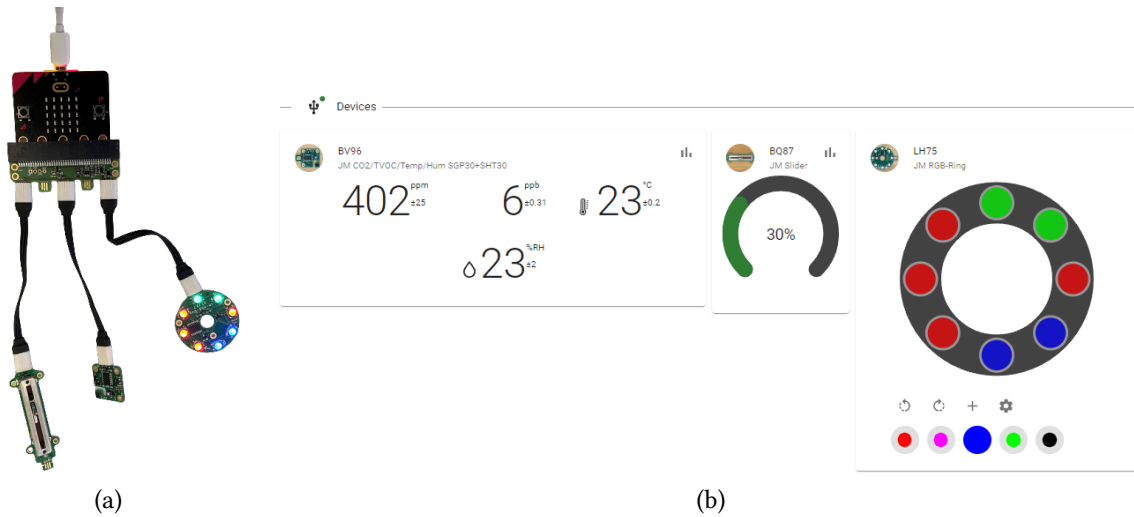 Devices
BV96
JM CO2/TVOC/Temp/Hum SGP30+SHT30
402 ppm ±25
6 ppb ±0.31
23 °C ±0.2
23 %RH ±2
BQ87
JM Slider
30%
LH75
JM RGB-Ring
(a)
(b)